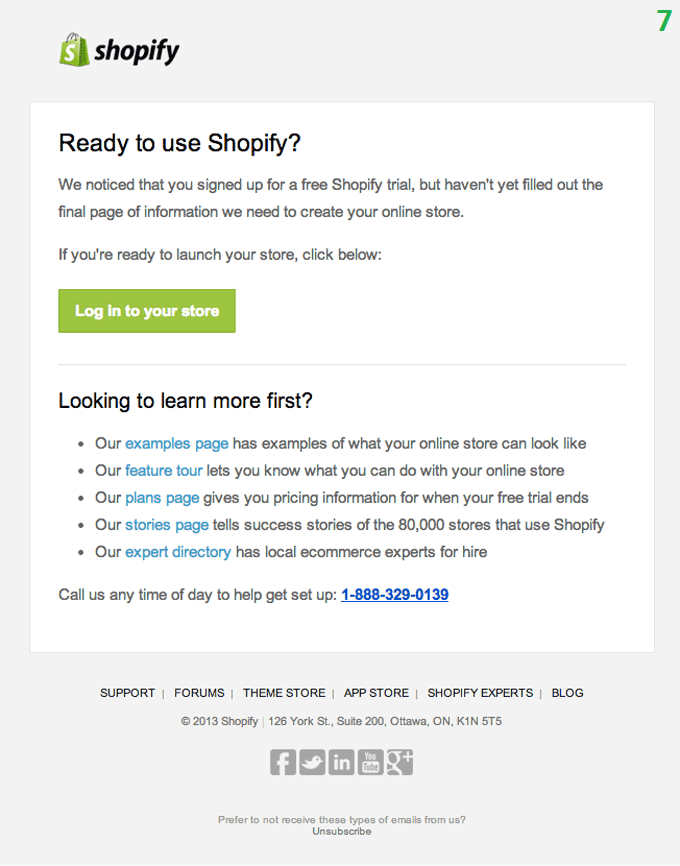 7
shopify
Ready to use Shopify?
We noticed that you signed up for a free Shopify trial, but haven't yet filled out the
final page of information we need to create your online store.
If you're ready to launch your store, click below:
Log in to your store
Looking to learn more first?
• Our examples page has examples of what your online store can look like
• Our feature tour lets you know what you can do with your online store
• Our plans page gives you pricing information for when your free trial ends
• Our stories page tells success stories of the 80,000 stores that use Shopify
• Our expert directory has local ecommerce experts for hire
Call us any time of day to help get set up: 1-888-329-0139
SUPPORT | FORUMS | THEME STORE | APP STORE | SHOPIFY EXPERTS | BLOG
© 2013 Shopify | 126 York St., Suite 200, Ottawa, ON, K1N 5T5
f in You Tube g+
Prefer to not receive these types of emails from us?
Unsubscribe